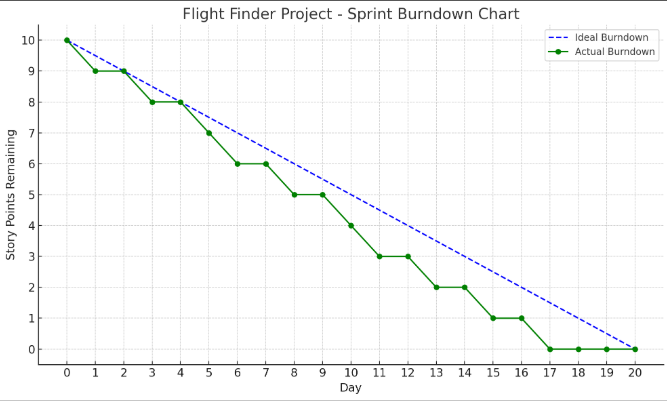 Flight Finder Project - Sprint Burndown Chart
Ideal Burndown
Actual Burndown
Story Points Remaining
10
9
8
7
6
5
4
3
2
1
0
0 1 2 3 4 5 6 7 8 9 10 11 12 13 14 15 16 17 18 19 20
Day